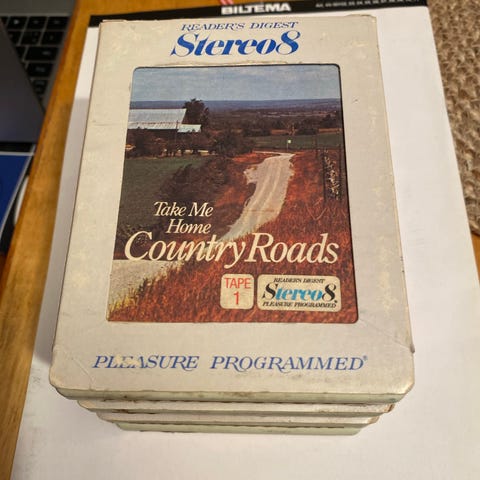 BILTEMA
READER'S DIGEST
Stereo8
Take Me
Home
Country Roads
TAPE
1
READER'S DIGEST
Stereo8
PLEASURE PROGRAMMED
PLEASURE PROGRAMMED®